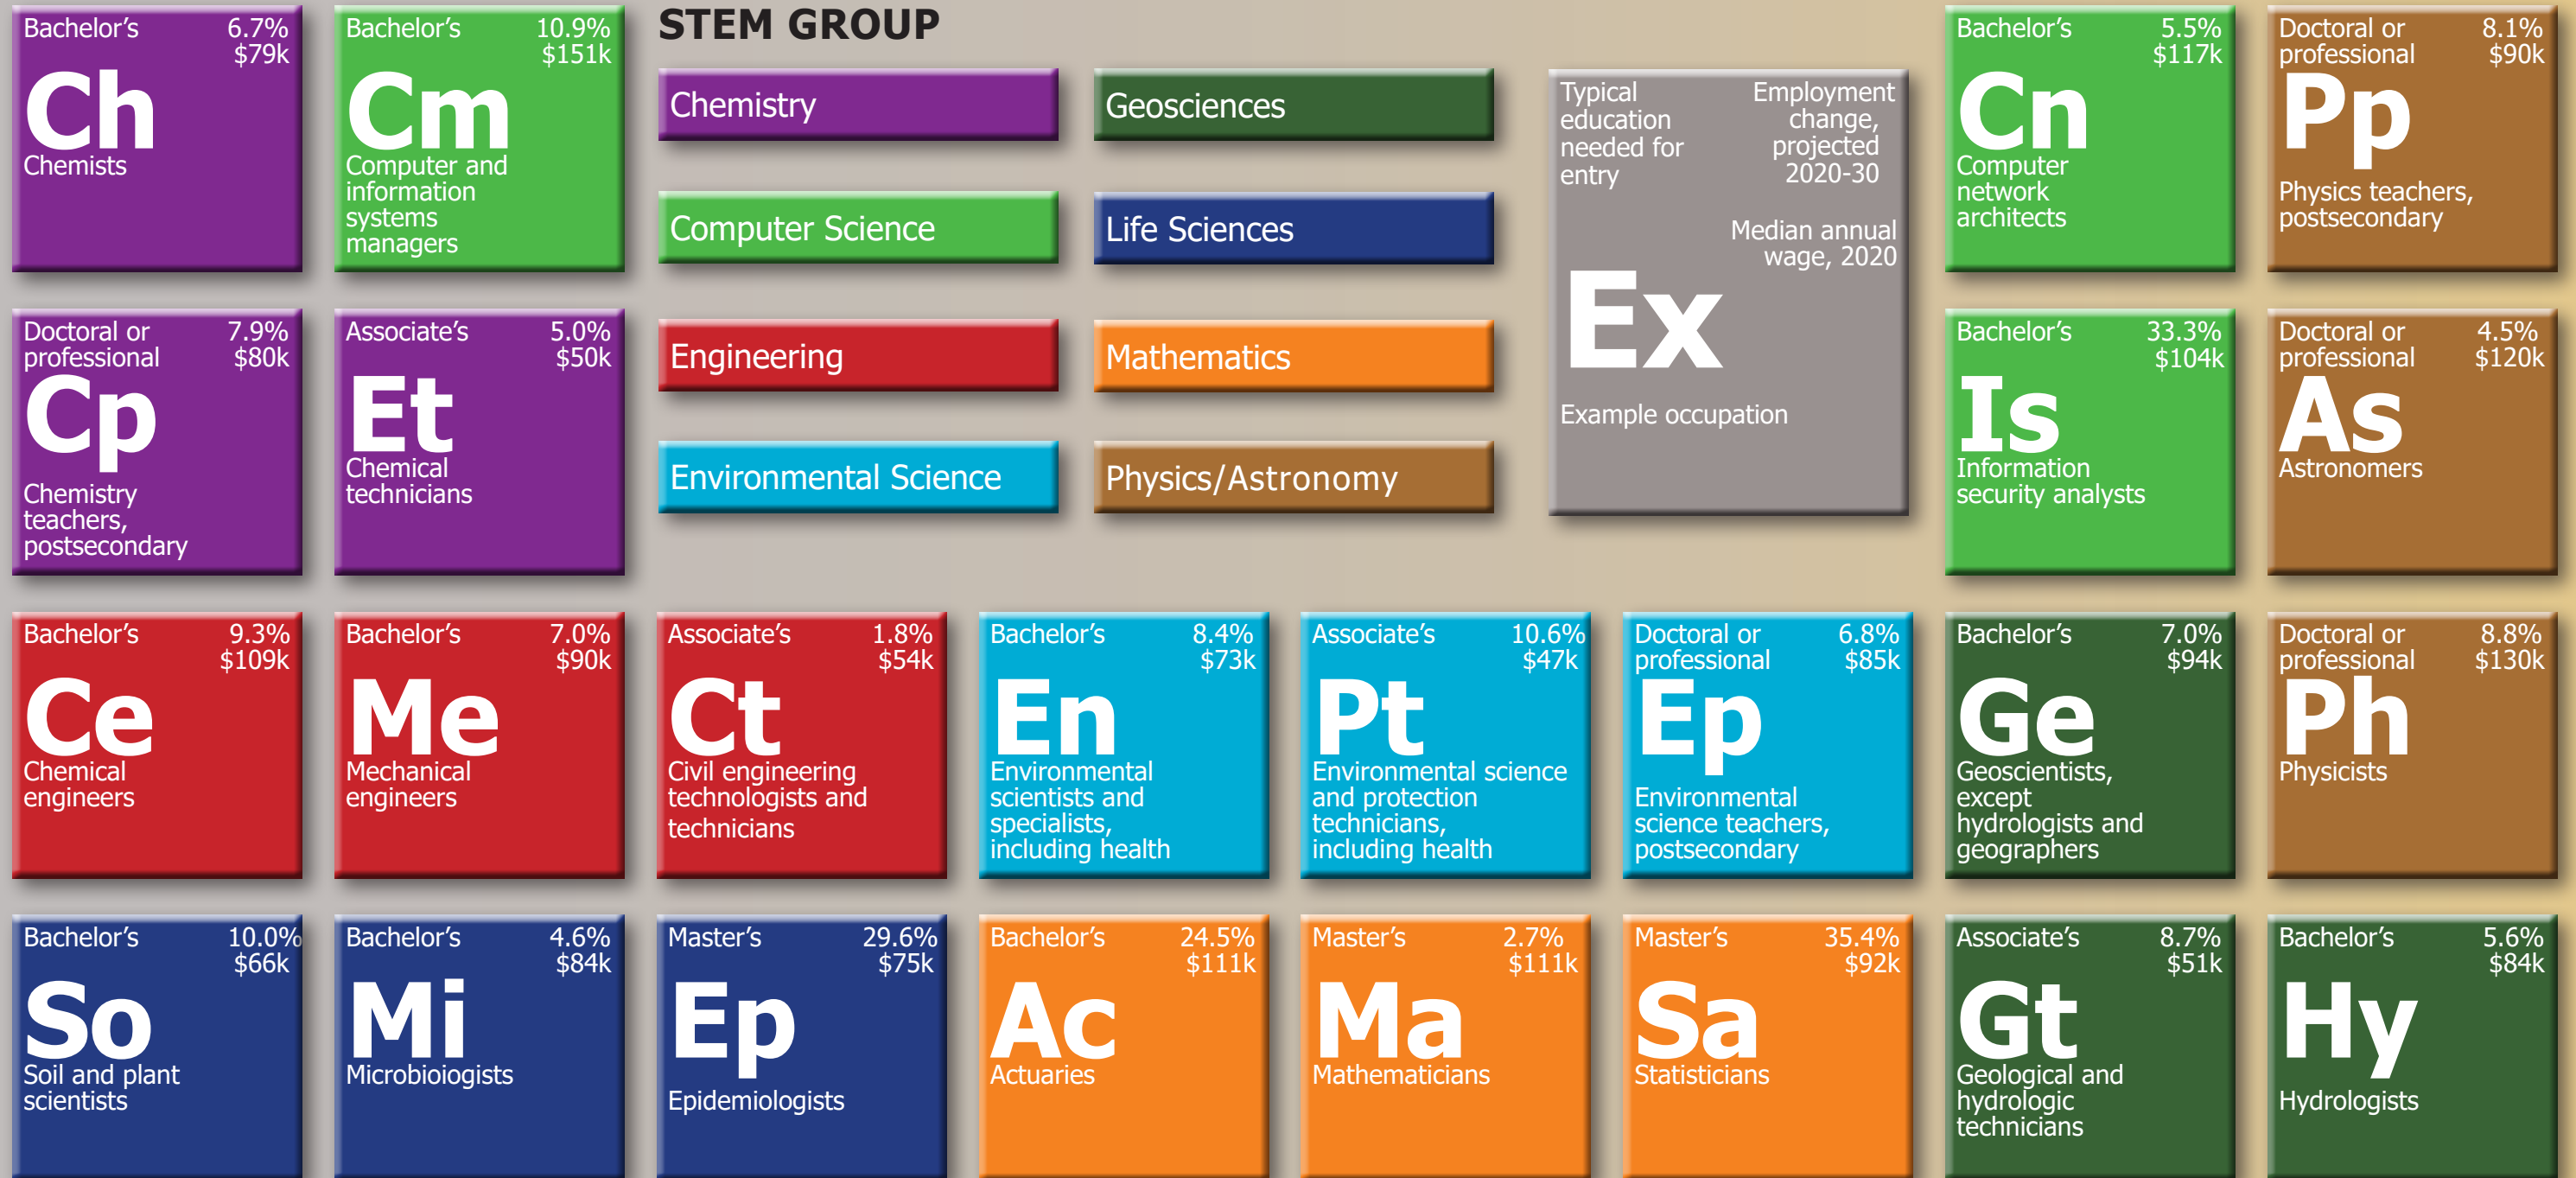 Bachelor’s 6.7%
$79k
Ch
Chemists
Bachelor’s 10.9%
$151k
Cm
Computer and
information
systems
managers
STEM GROUP
Chemistry
Geosciences
Computer Science
Life Sciences
Engineering
Mathematics
Environmental Science
Physics/Astronomy
Typical
education
needed for
entry
Employment
change,
projected
2020-30
Median annual
wage, 2020
Ex
Example occupation
Bachelor’s 5.5%
$117k
Cn
Computer
network
architects
Doctoral or 8.1%
professional $90k
Pp
Physics teachers,
postsecondary
Doctoral or 7.9%
professional $80k
Cp
Chemistry
teachers,
postsecondary
Associate’s 5.0%
$50k
Et
Chemical
technicians
Bachelor’s 33.3%
$104k
Is
Information
security analysts
Doctoral or 4.5%
professional $120k
As
Astronomers
Bachelor’s 9.3%
$109k
Ce
Chemical
engineers
Bachelor’s 7.0%
$90k
Me
Mechanical
engineers
Associate’s 1.8%
$54k
Ct
Civil engineering
technologists and
technicians
Bachelor’s 8.4%
$73k
En
Environmental
scientists and
specialists,
including health
Associate’s 10.6%
$47k
Pt
Environmental science
and protection
technicians,
including health
Doctoral or 6.8%
professional $85k
Ep
Environmental
science teachers,
postsecondary
Bachelor’s 7.0%
$94k
Ge
Geoscientists,
except
hydrologists and
geographers
Doctoral or 8.8%
professional $130k
Ph
Physicists
Bachelor’s 10.0%
$66k
So
Soil and plant
scientists
Bachelor’s 4.6%
$84k
Mi
Microbioiogists
Master’s 29.6%
$75k
Ep
Epidemiologists
Bachelor’s 24.5%
$111k
Ac
Actuaries
Master’s 2.7%
$111k
Ma
Mathematicians
Master’s 35.4%
$92k
Sa
Statisticians
Associate’s 8.7%
$51k
Gt
Geological and
hydrologic
technicians
Bachelor’s 5.6%
$84k
Hy
Hydrologists